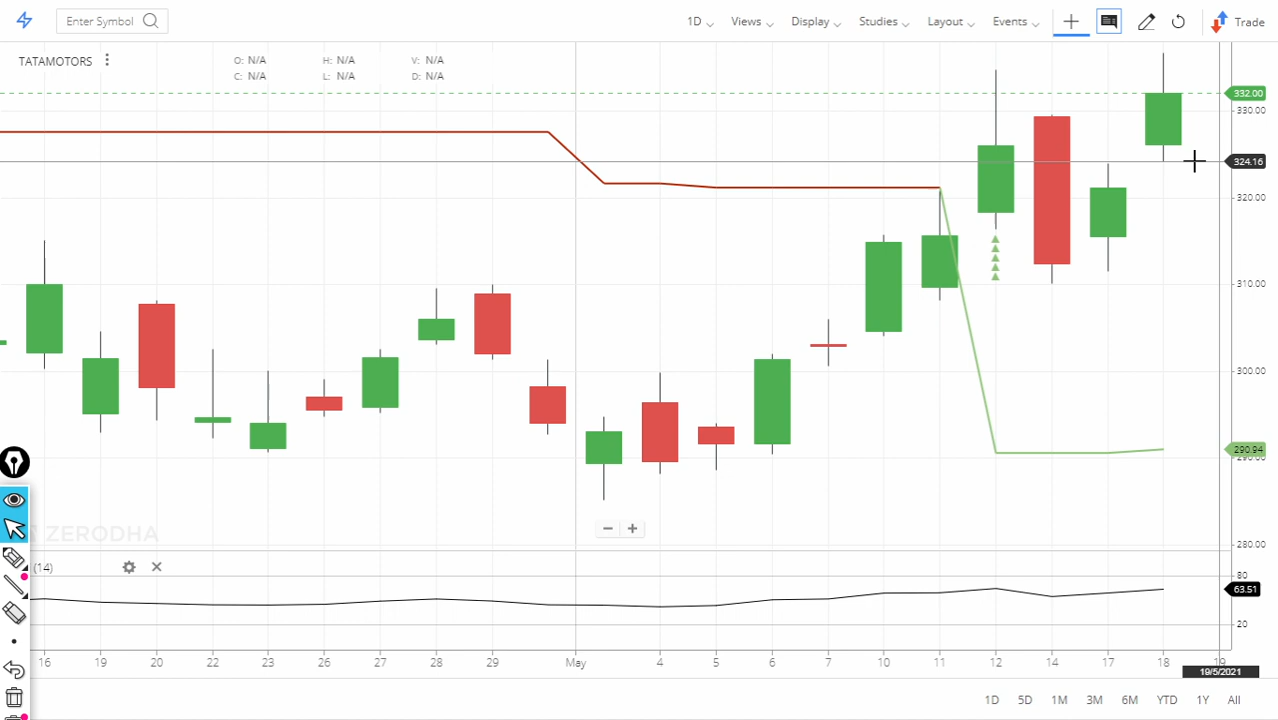 Enter Symbol 1D Views Display Studies Layout Events Trade
TATAMOTORS O: N/A H: N/A V: N/A
C: N/A L: N/A D: N/A
332.00
330.00
324.16
320.00
310.00
300.00
290.94
290.00
280.00
ZERODHA
(14)
80
63.51
20
16 19 20 22 23 26 27 28 29 May 4 5 6 7 10 11 12 14 17 18 19
19/5/2021
1D 5D 1M 3M 6M YTD 1Y All